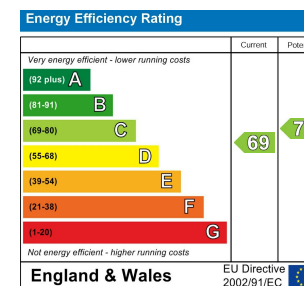 Energy Efficiency Rating
Current
Very energy efficient - lower running costs
(92 plus) A
(81-91) B
(69-80) C
(55-68) D
(39-54) E
(21-38) F
(1-20) G
69
Not energy efficient - higher running costs
England & Wales
EU Directive
2002/91/EC